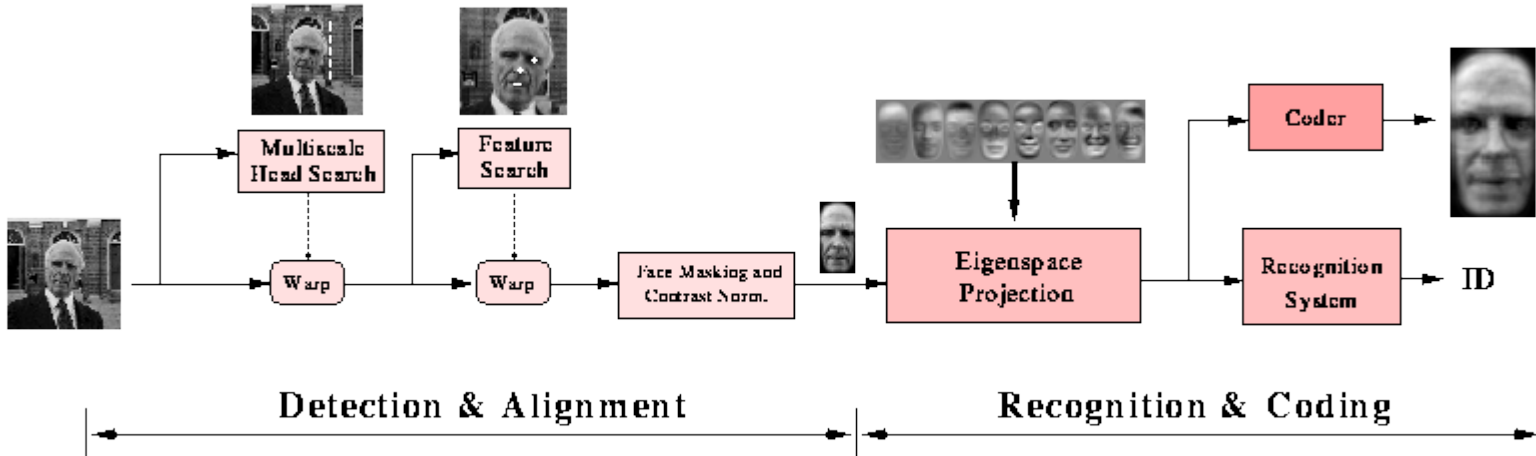 Multiscale
Head Search
Feature
Search
Warp
Warp
Face Masking and
Contrast Norm.
Eigenspace
Projection
Coder
Recognition
System
ID
Detection & Alignment
Recognition & Coding